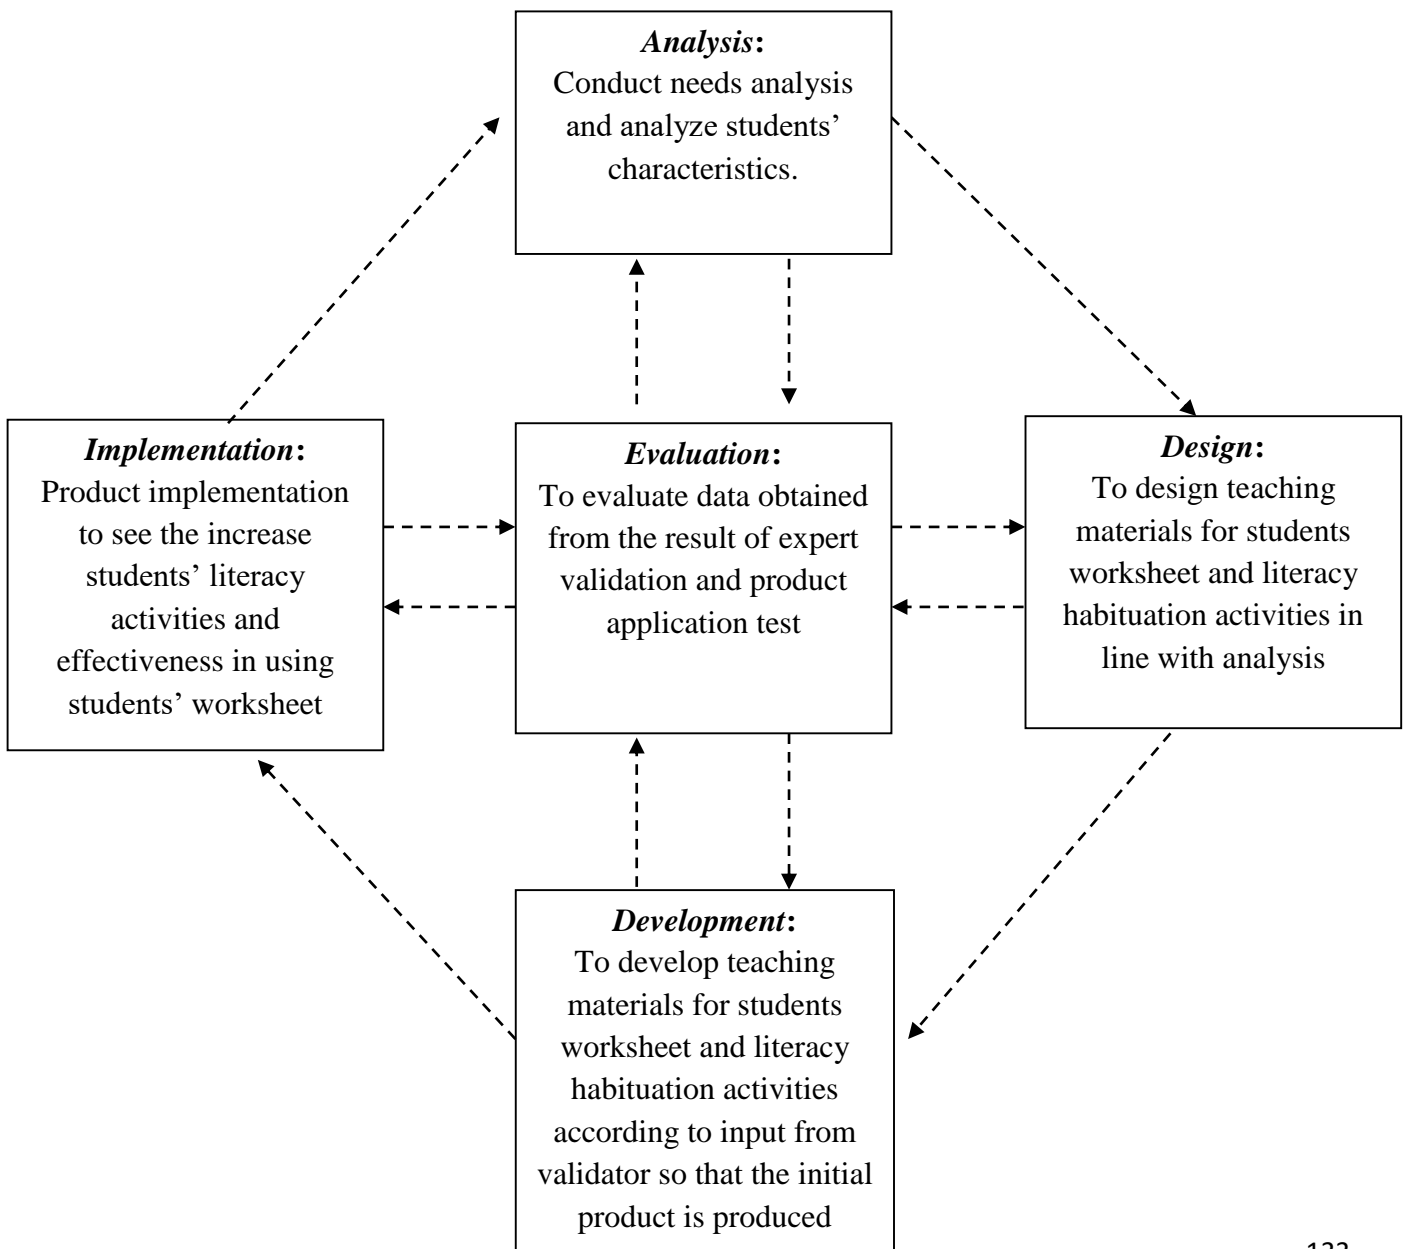 Analysis:
Conduct needs analysis
and analyze students’
characteristics.
Implementation:
Product implementation
to see the increase
students’ literacy
activities and
effectiveness in using
students’ worksheet
Evaluation:
To evaluate data obtained
from the result of expert
validation and product
application test
Design:
To design teaching
materials for students
worksheet and literacy
habituation activities in
line with analysis
Development:
To develop teaching
materials for students
worksheet and literacy
habituation activities
according to input from
validator so that the initial
product is produced